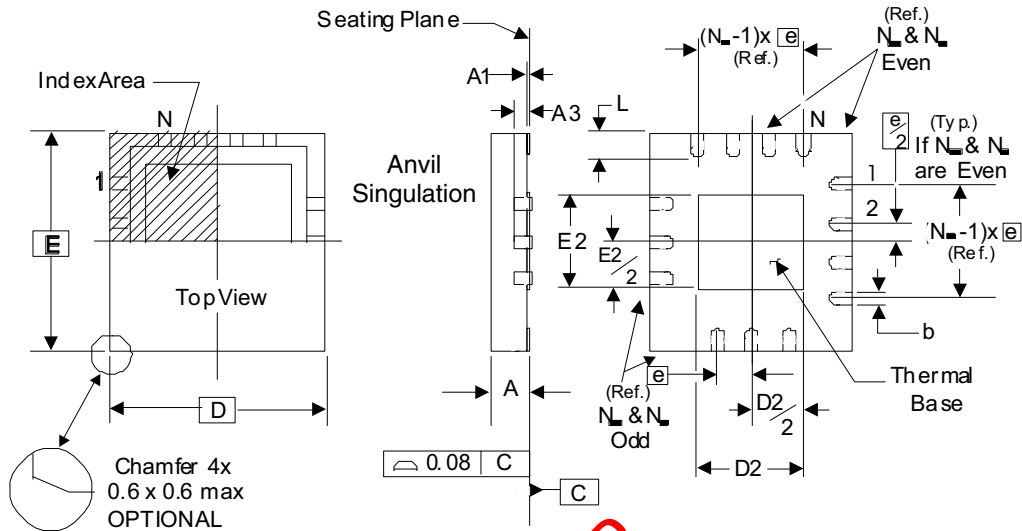 Seating Plane
IndexArea
N
1
E
Top View
D
Chamfer 4x
0.6 x 0.6 max
OPTIONAL
A1
A3
Anvil
Singulation
A
0.08 C
C
L
E2
E2/2
(N -1)x e
(Ref.)
(Ref.)
N & N
Even
N
1
2
e/2
(Typ.)
If N & N
are Even
(N -1)x e
(Ref.)
b
Thermal
Base
e
(Ref.)
N & N
Odd
D2/2
D2